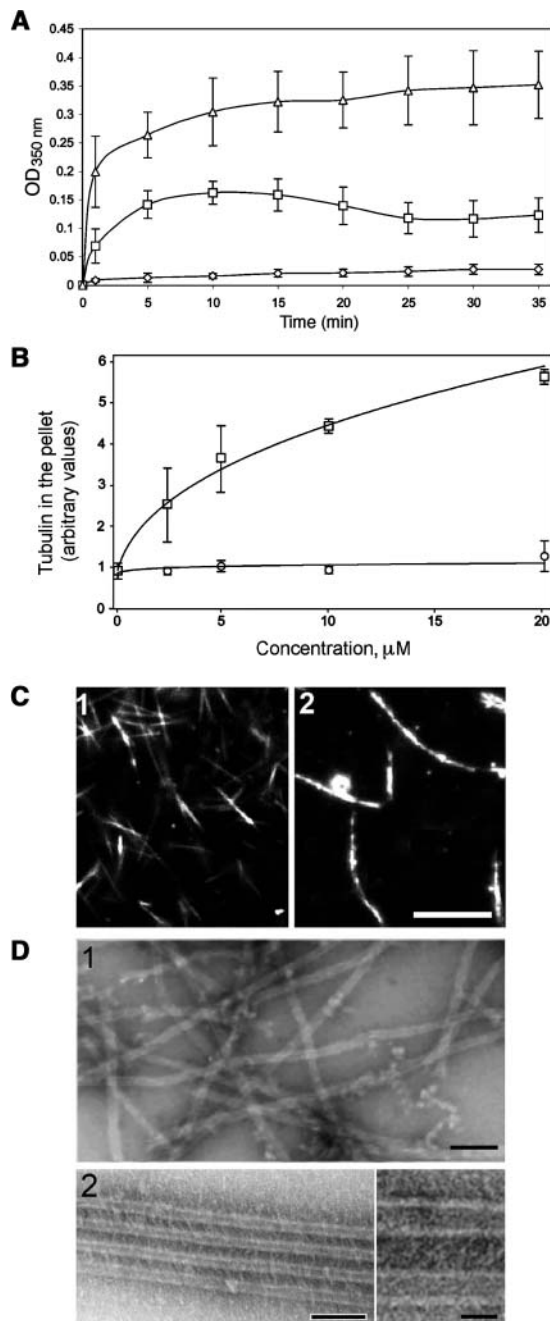 A
OD350 nm
0.4
0.35
0.3
0.25
0.2
0.15
0.1
0.05
0
0 5 10 15 20 25 30 35
Time (min)
B
Tubulin in the pellet
(arbitrary values)
6
5
4
3
2
1
0
0 5 10 15 20
Concentration, μM
C
1
2
D
1
2